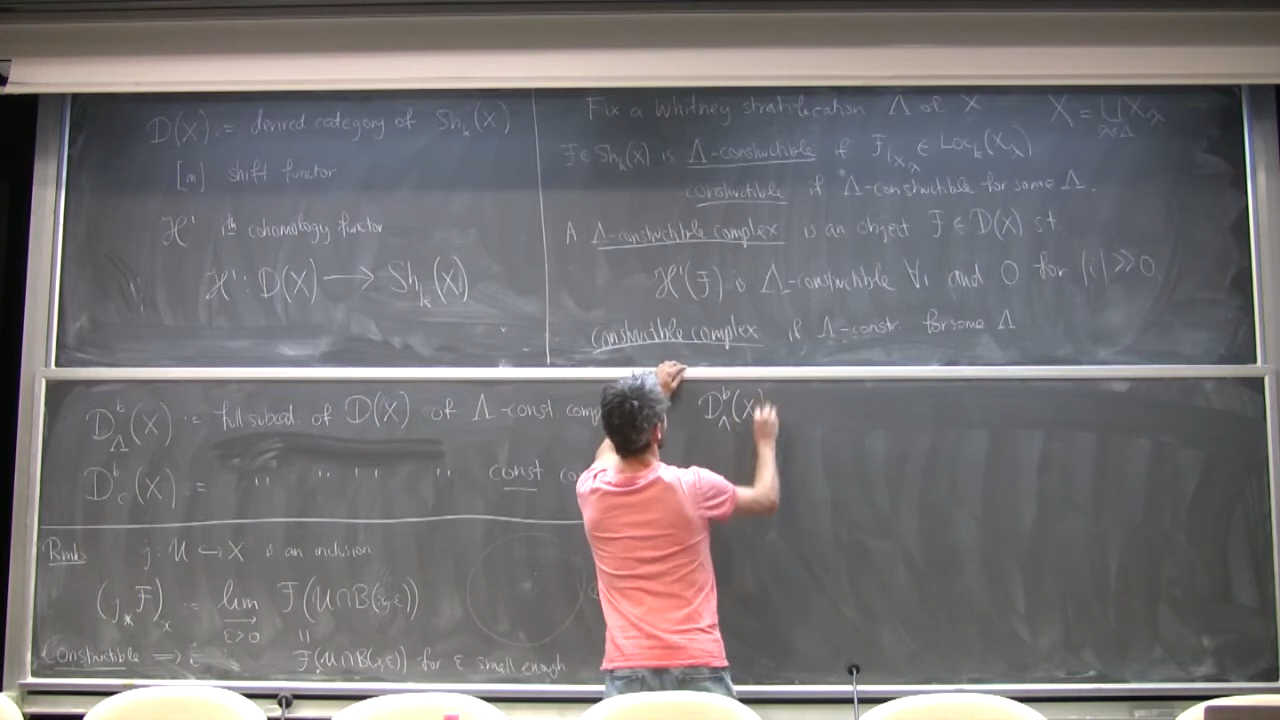 D(X) := derived category of Sh_k(X)
[m] shift functor
ℋ^i ith cohomology functor
ℋ^i : D(X) ⟶ Sh_k(X)
Fix a Whitney stratification Λ of X X = ⊔_{λ∈Λ} X_λ
F ∈ Sh_k(X) is Λ-constructible if F|_{X_λ} ∈ Loc_k(X_λ)
constructible if Λ-constructible for some Λ.
A Λ-constructible complex is an object F ∈ D(X) st.
ℋ^i(F) is Λ-constructible ∀i and 0 for |i| ≫ 0
constructible complex if Λ-constr. for some Λ
D^b_Λ(X) := full subcat. of D(X) of Λ-const. comp
D^b_c(X) = " " " " const co
D^b_Λ(X)
Rmk: j: U ↪ X is an inclusion
(j_* F)_x := lim_{⟶ ε>0} F(U∩B(x,ε))
||
Constructible ⟹ F(U∩B(x,ε)) for ε small enough